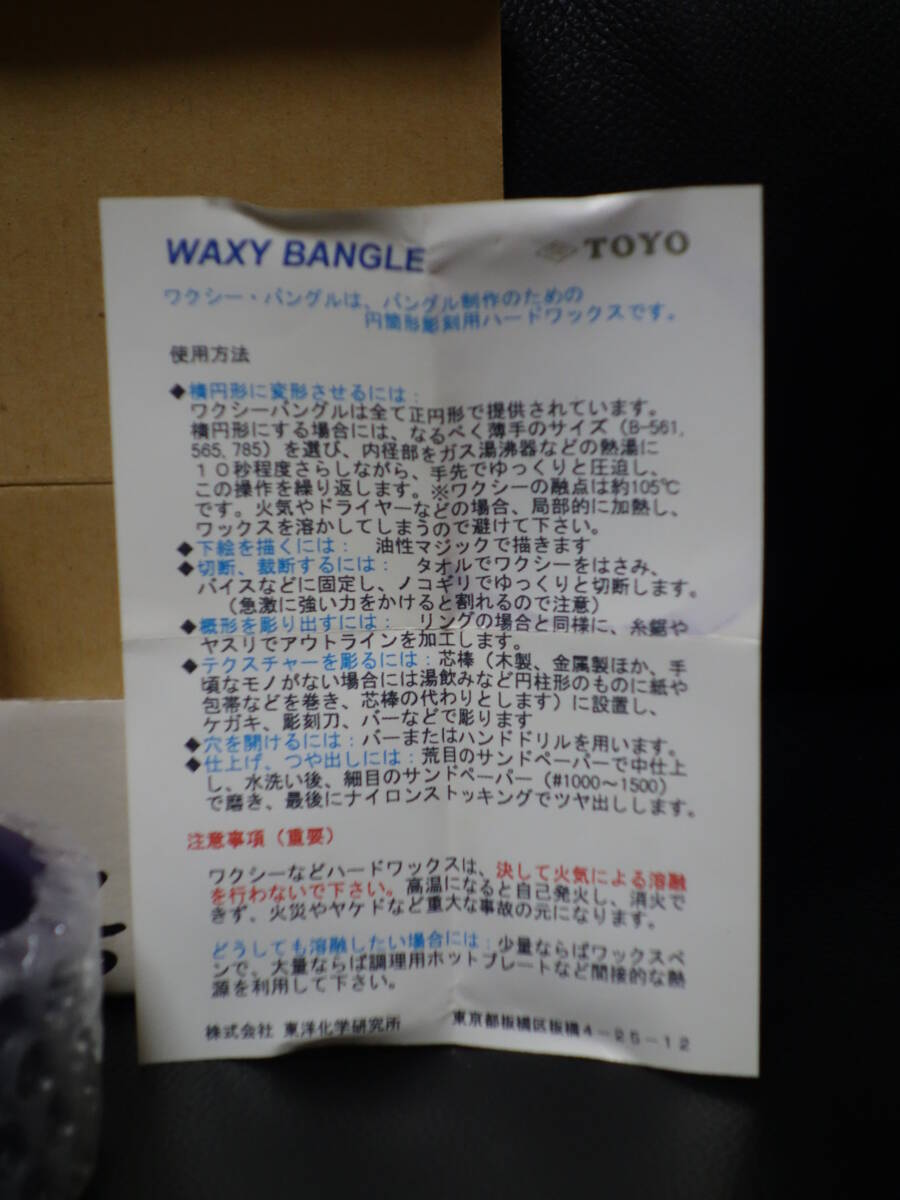 WAXY BANGLE TOYO
ワクシー・バングルは、バングル制作のための
円筒形彫刻用ハードワックスです。
使用方法
◆横円形に変形させるには：
ワクシーバングルは全て正円形で提供されています。
横円形にする場合には、なるべく薄手のサイズ（B-561,
565, 785）を選び、内径部をガス湯沸器などの熱湯に
１０秒程度さらしながら、手先でゆっくりと圧迫し、
この操作を繰り返します。※ワクシーの融点は約105℃
です。火気やドライヤーなどの場合、局部的に加熱し、
ワックスを溶かしてしまうので避けて下さい。
◆下絵を描くには： 油性マジックで描きます
◆切断、裁断するには： タオルでワクシーをはさみ、
バイスなどに固定し、ノコギリでゆっくりと切断します。
（急激に強い力をかけると割れるので注意）
◆概形を彫り出すには： リングの場合と同様に、糸鋸や
ヤスリでアウトラインを加工します。
◆テクスチャーを彫るには：芯棒（木製、金属製ほか、手
頃なモノがない場合には湯飲みなど円柱形のものに紙や
包帯などを巻き、芯棒の代わりとします）に設置し、
ケガキ、彫刻刀、バーなどで彫ります
◆穴を開けるには：バーまたはハンドドリルを用います。
◆仕上げ、つや出しには：荒目のサンドペーパーで中仕上
し、水洗い後、細目のサンドペーパー（#1000～1500）
で磨き、最後にナイロンストッキングでツヤ出しします。
注意事項（重要）
ワクシーなどハードワックスは、決して火気による溶融
を行わないで下さい。高温になると自己発火し、消火で
きず、火災やヤケドなど重大な事故の元になります。
どうしても溶融したい場合には：少量ならばワックスペ
ンで、大量ならば調理用ホットプレートなど間接的な熱
源を利用して下さい。
株式会社 東洋化学研究所 東京都板橋区板橋４－２６－１２